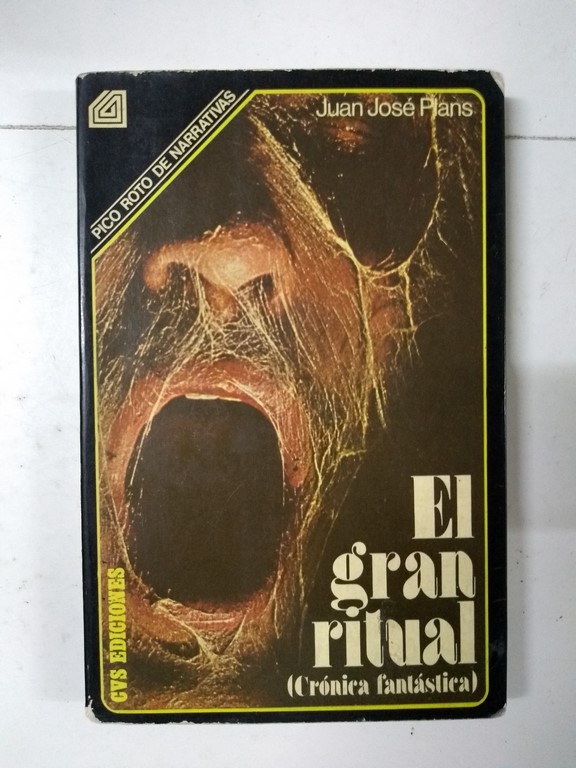 PICO ROTO DE NARRATIVAS
Juan José Plans
El
gran
ritual
(Crónica fantástica)
CVS EDICIONES